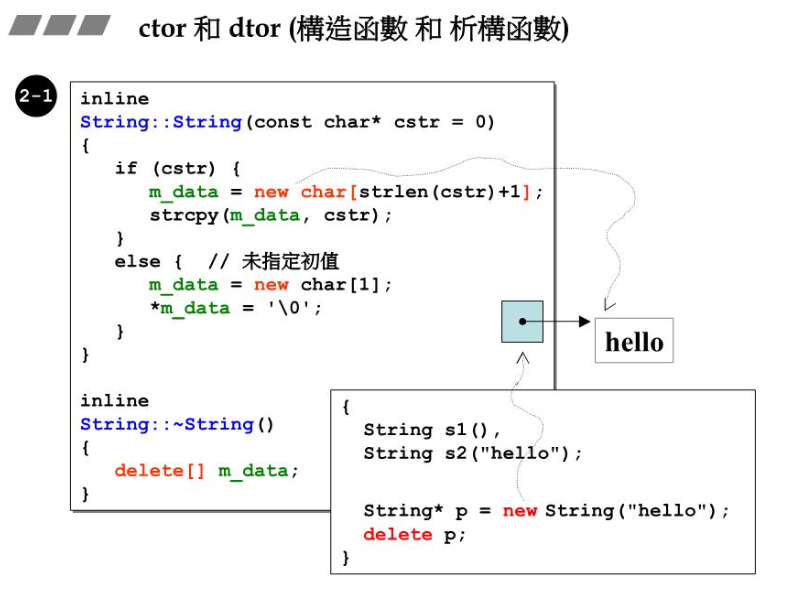 ctor 和 dtor (構造函數 和 析構函數)
2-1
inline
String::String(const char* cstr = 0)
{
   if (cstr) {
      m_data = new char[strlen(cstr)+1];
      strcpy(m_data, cstr);
   }
   else {  // 未指定初值
      m_data = new char[1];
      *m_data = '\0';
   }
}
inline
String::~String()
{
   delete[] m_data;
}
hello
{
  String s1(),
  String s2("hello");
  String* p = new String("hello");
  delete p;
}